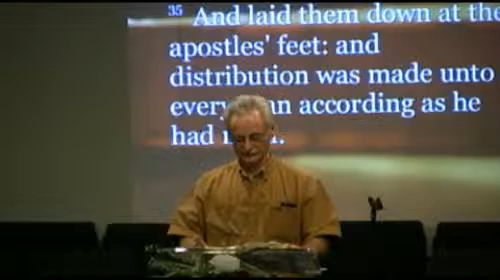 35 And laid them down at the
apostles' feet: and
distribution was made unto
every an according as he
had n .